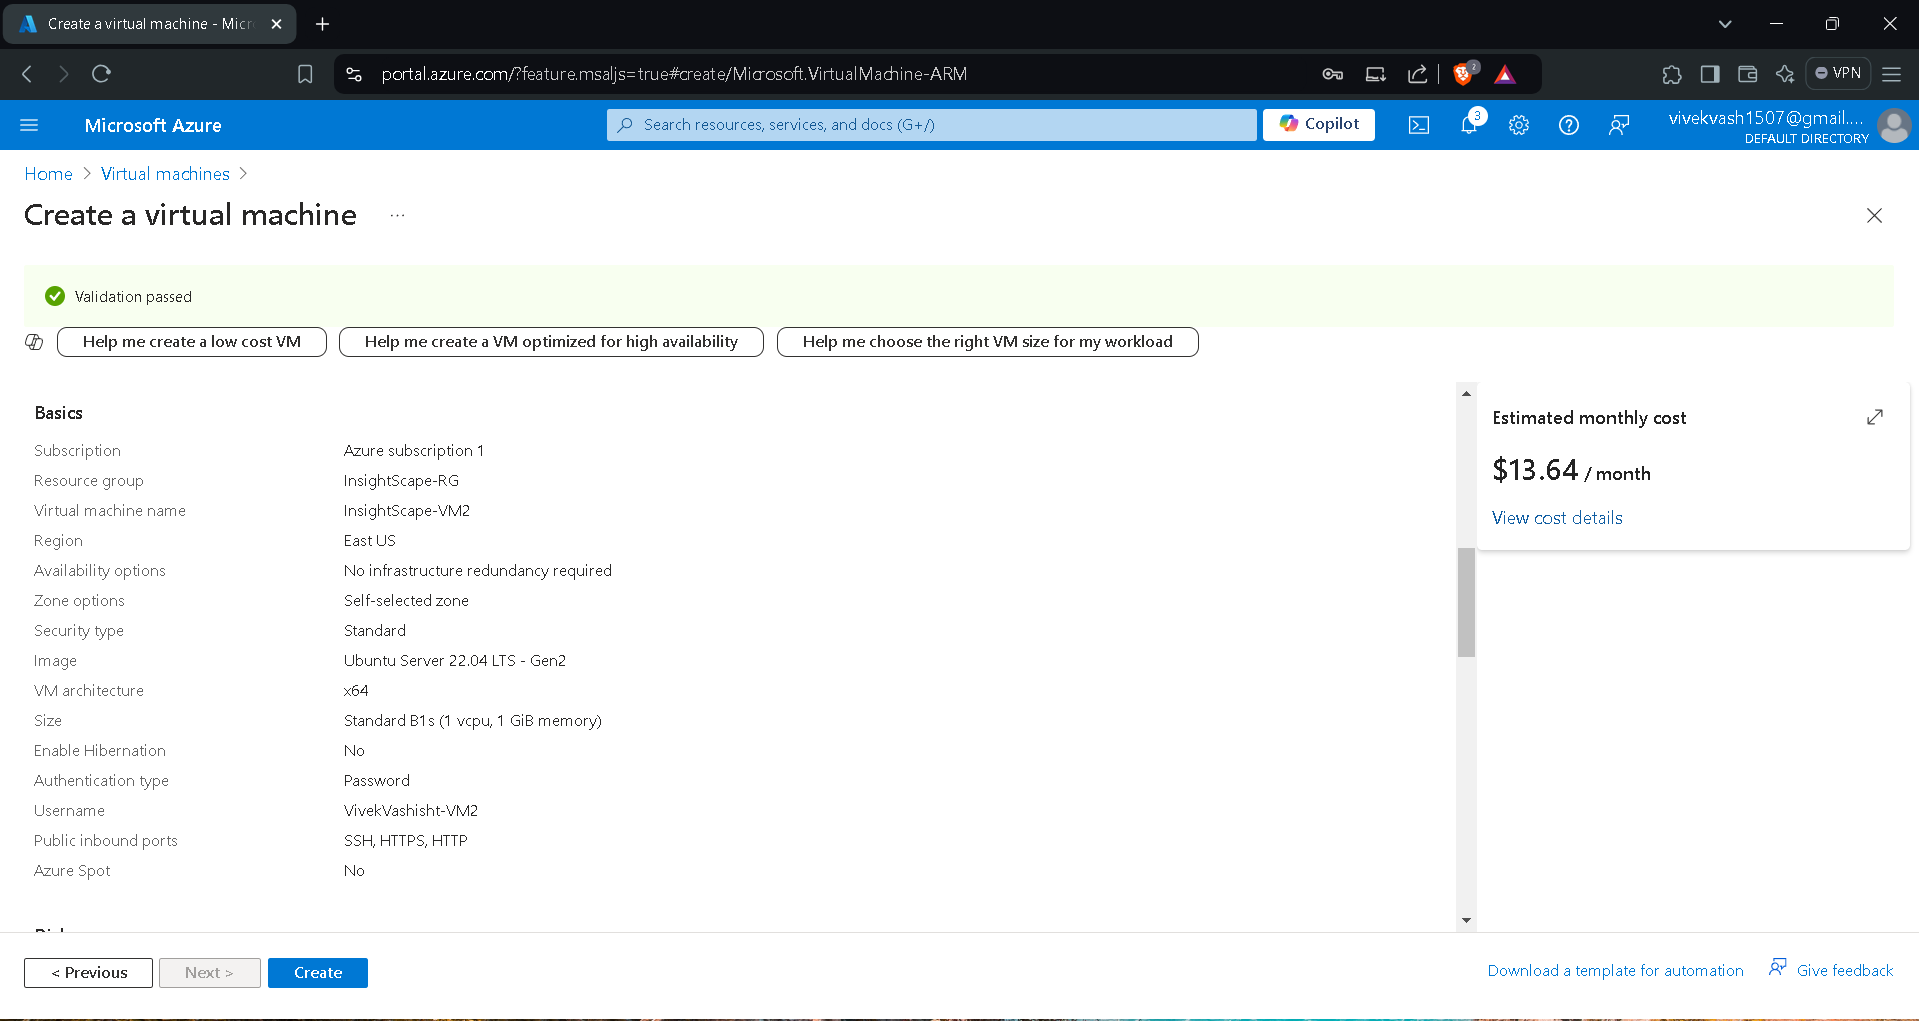 Create a virtual machine - Micr
portal.azure.com/?feature.msaljs=true#create/Microsoft.VirtualMachine-ARM
2
VPN
Microsoft Azure
Search resources, services, and docs (G+/)
Copilot
3
vivekvash1507@gmail....
DEFAULT DIRECTORY
Home > Virtual machines >
Create a virtual machine ...
Validation passed
Help me create a low cost VM
Help me create a VM optimized for high availability
Help me choose the right VM size for my workload
Basics
Subscription Azure subscription 1
Resource group InsightScape-RG
Virtual machine name InsightScape-VM2
Region East US
Availability options No infrastructure redundancy required
Zone options Self-selected zone
Security type Standard
Image Ubuntu Server 22.04 LTS - Gen2
VM architecture x64
Size Standard B1s (1 vcpu, 1 GiB memory)
Enable Hibernation No
Authentication type Password
Username VivekVashisht-VM2
Public inbound ports SSH, HTTPS, HTTP
Azure Spot No
Estimated monthly cost
$13.64 / month
View cost details
< Previous
Next >
Create
Download a template for automation
Give feedback